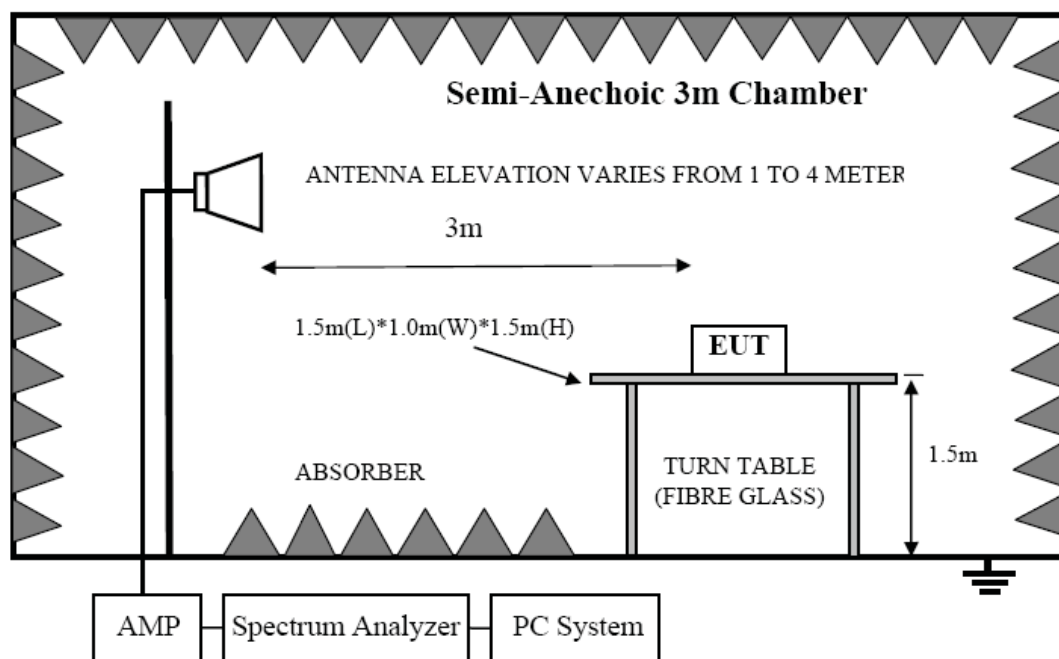 Semi-Anechoic 3m Chamber
ANTENNA ELEVATION VARIES FROM 1 TO 4 METER
3m
1.5m(L)*1.0m(W)*1.5m(H)
EUT
ABSORBER
TURN TABLE
(FIBRE GLASS)
1.5m
AMP
Spectrum Analyzer
PC System